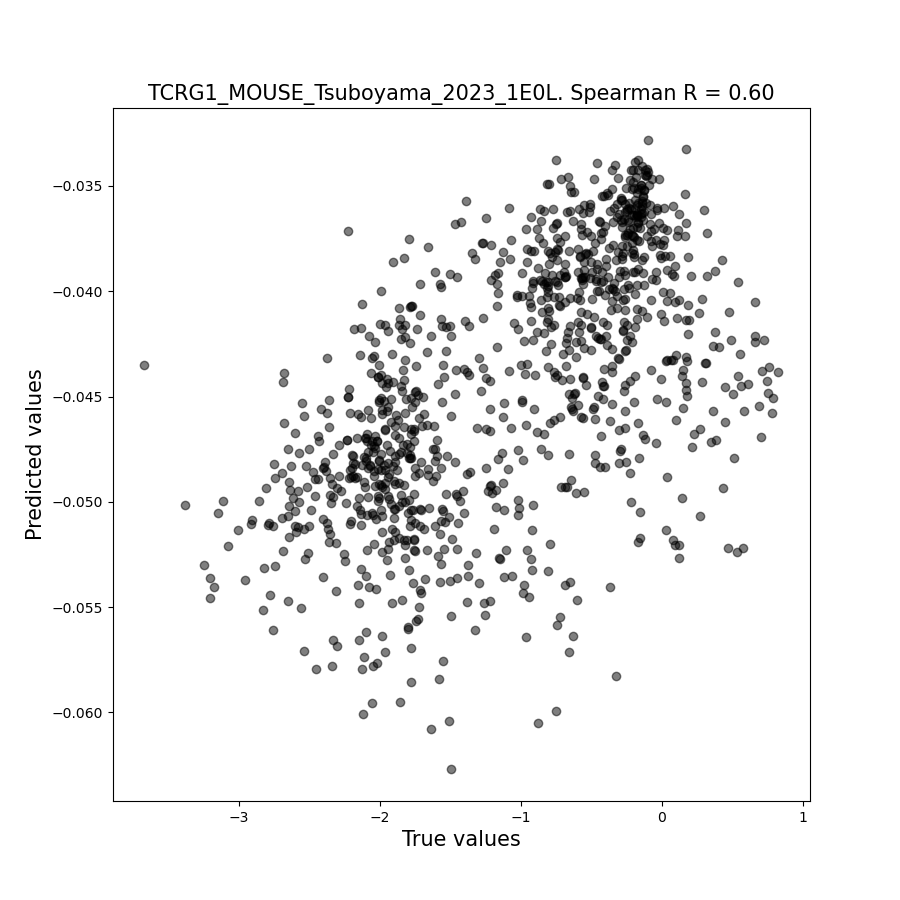 TCRG1_MOUSE_Tsuboyama_2023_1E0L. Spearman R = 0.60
Predicted values
−0.035
−0.040
−0.045
−0.050
−0.055
−0.060
−3 −2 −1 0 1
True values